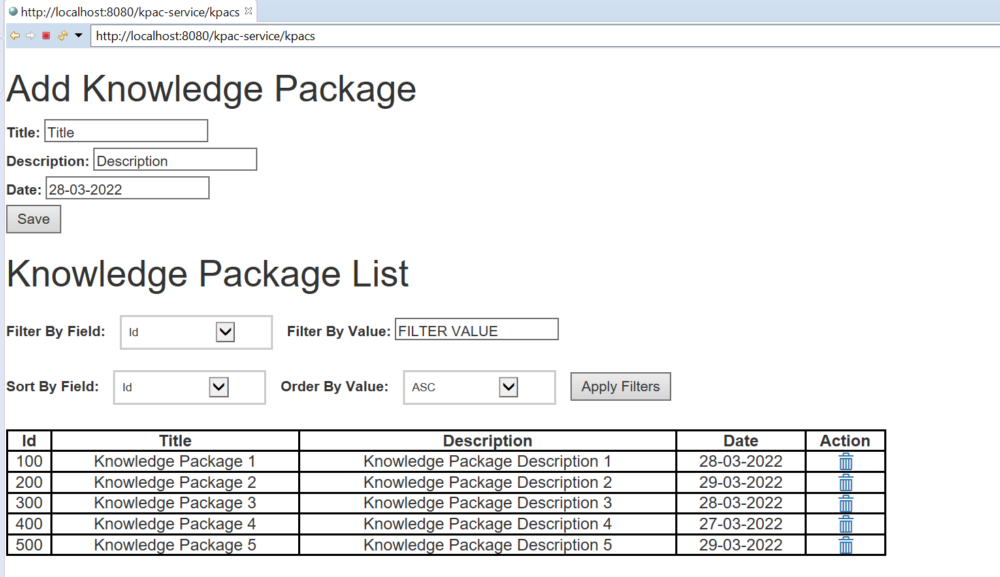 http://localhost:8080/kpac-service/kpacs
http://localhost:8080/kpac-service/kpacs
Add Knowledge Package
Title: Title
Description: Description
Date: 28-03-2022
Save
Knowledge Package List
Filter By Field: Id Filter By Value: FILTER VALUE
Sort By Field: Id Order By Value: ASC Apply Filters
Id Title Description Date Action
100 Knowledge Package 1 Knowledge Package Description 1 28-03-2022
200 Knowledge Package 2 Knowledge Package Description 2 29-03-2022
300 Knowledge Package 3 Knowledge Package Description 3 28-03-2022
400 Knowledge Package 4 Knowledge Package Description 4 27-03-2022
500 Knowledge Package 5 Knowledge Package Description 5 29-03-2022